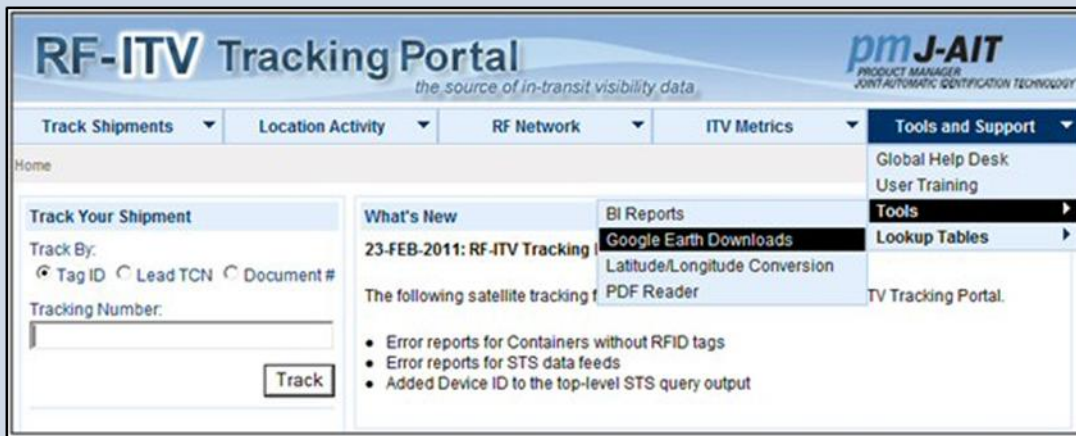 RF-ITV Tracking Portal
the source of in-transit visibility data
pm J-AIT
PRODUCT MANAGER
JOINT AUTOMATIC IDENTIFICATION TECHNOLOGY
Track Shipments Location Activity RF Network ITV Metrics Tools and Support
Home
Global Help Desk
User Training
Tools
Lookup Tables
BI Reports
Google Earth Downloads
Latitude/Longitude Conversion
PDF Reader
Track Your Shipment
Track By:
Tag ID Lead TCN Document #
Tracking Number:
Track
What's New
23-FEB-2011: RF-ITV Tracking
The following satellite tracking TV Tracking Portal.
Error reports for Containers without RFID tags
Error reports for STS data feeds
Added Device ID to the top-level STS query output